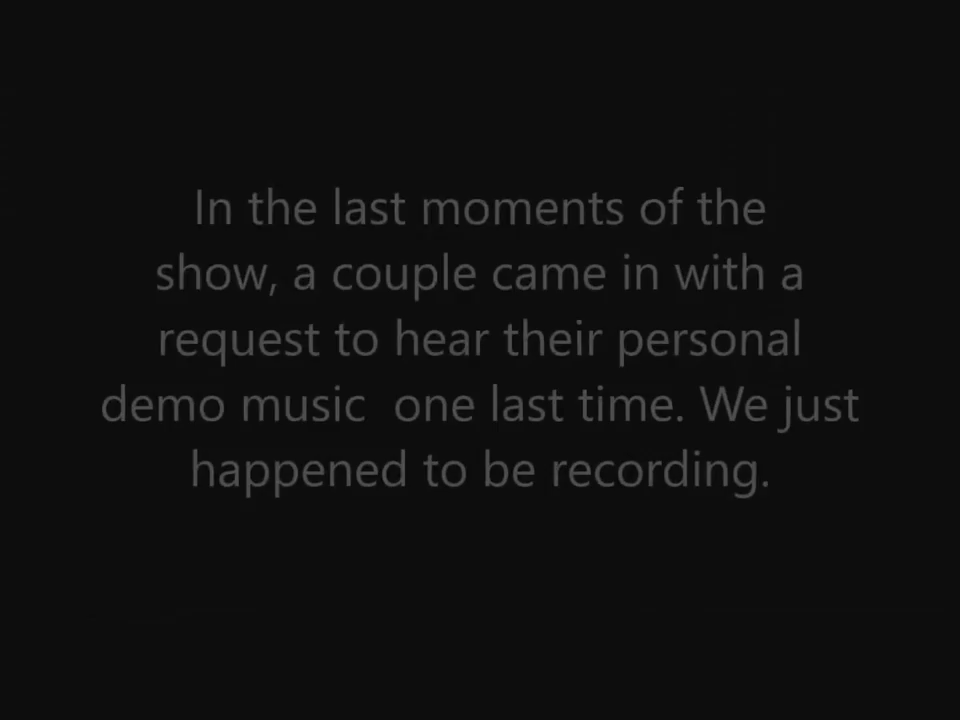 In the last moments of the
show, a couple came in with a
request to hear their personal
demo music  one last time. We just
happened to be recording.